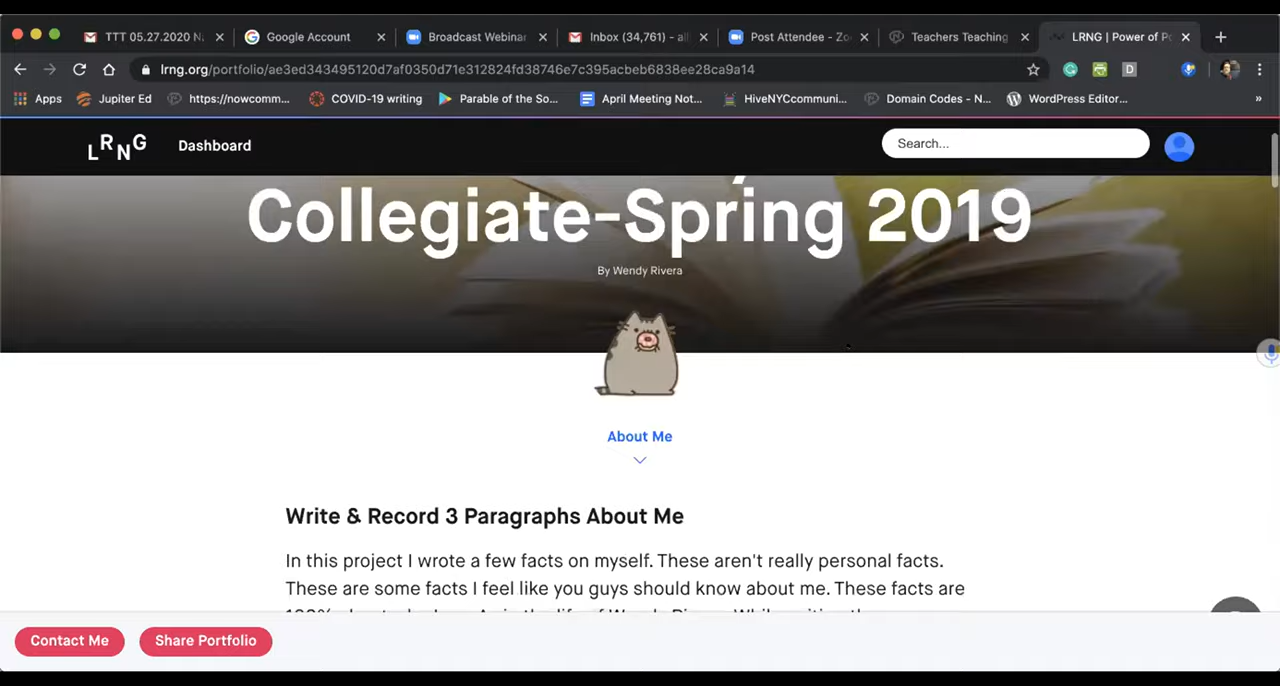 TTT 05.27.2020 N
Google Account
Broadcast Webinar
Inbox (34,761) - al
Post Attendee - Zo
Teachers Teaching
LRNG | Power of Po
lrng.org/portfolio/ae3ed343495120d7af0350d71e312824fd38746e7c395acbeb6838ee28ca9a14
Apps
Jupiter Ed
https://nowcomm...
COVID-19 writing
Parable of the So...
April Meeting Not...
HiveNYCcommuni...
Domain Codes - N...
WordPress Editor...
»
LRNG
Dashboard
Search...
Collegiate-Spring 2019
By Wendy Rivera
About Me
Write & Record 3 Paragraphs About Me
In this project I wrote a few facts on myself. These aren't really personal facts.
These are some facts I feel like you guys should know about me. These facts are
Contact Me
Share Portfolio